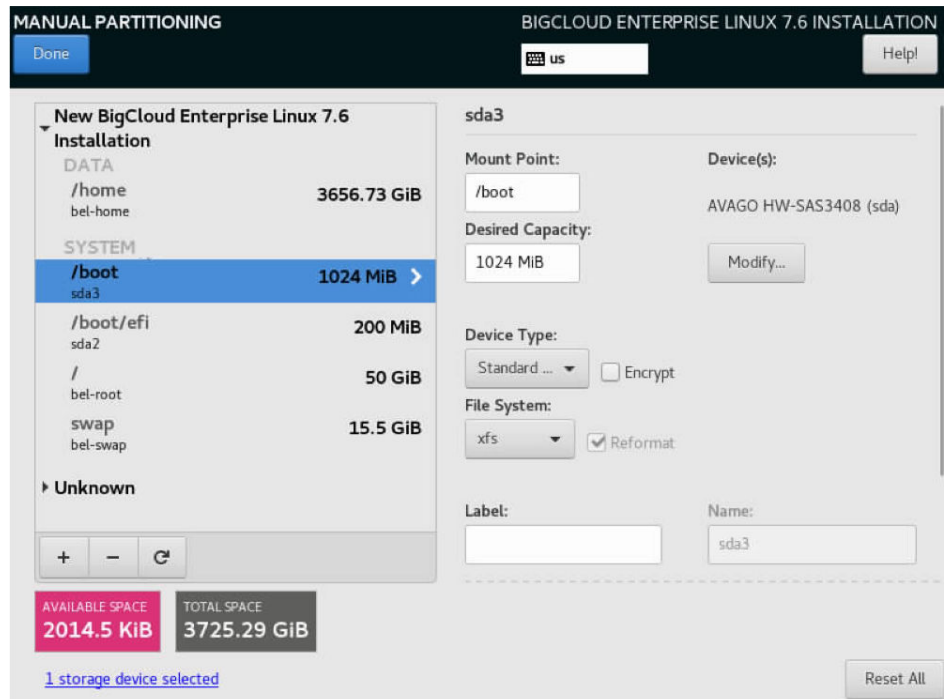 MANUAL PARTITIONING
BIGCLOUD ENTERPRISE LINUX 7.6 INSTALLATION
Done
us
Help!
New BigCloud Enterprise Linux 7.6
Installation
DATA
/home
3656.73 GiB
bel-home
SYSTEM
/boot
1024 MiB
sda3
/boot/efi
200 MiB
sda2
/
50 GiB
bel-root
swap
15.5 GiB
bel-swap
Unknown
+ −
AVAILABLE SPACE
2014.5 KiB
TOTAL SPACE
3725.29 GiB
1 storage device selected
sda3
Mount Point:
/boot
Device(s):
AVAGO HW-SAS3408 (sda)
Desired Capacity:
1024 MiB
Modify...
Device Type:
Standard ...
Encrypt
File System:
xfs
Reformat
Label:
Name:
sda3
Reset All